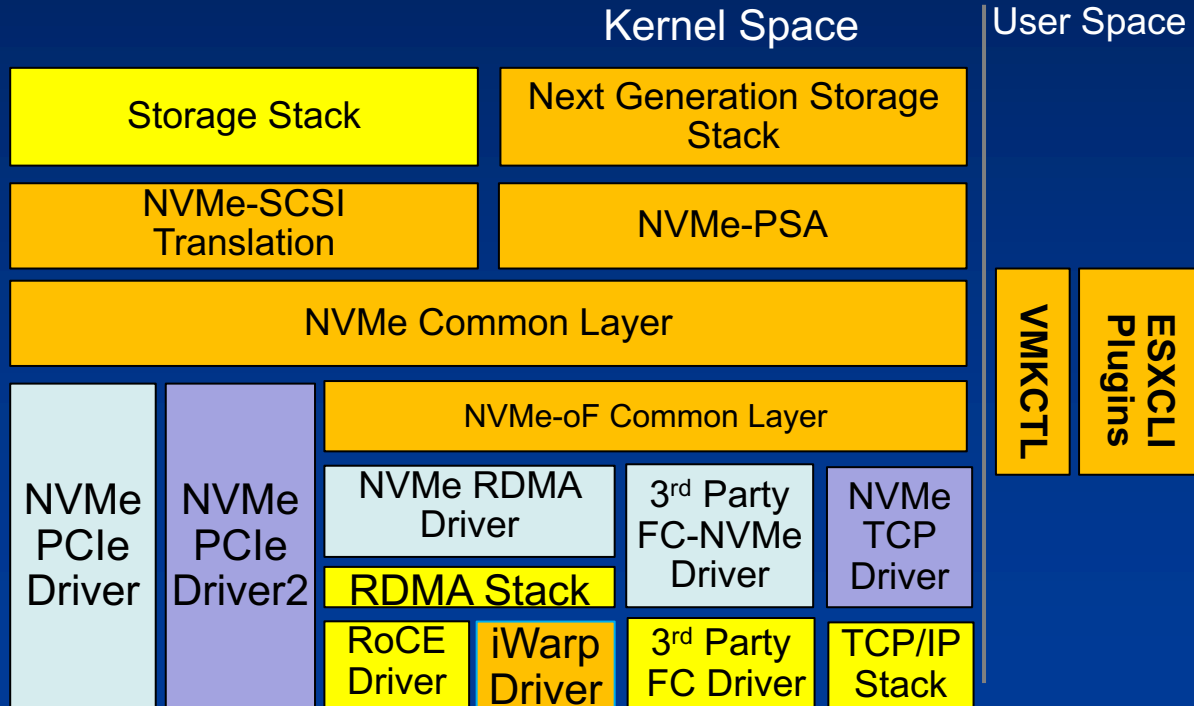 Kernel Space
User Space
Storage Stack
Next Generation Storage
Stack
NVMe-SCSI
Translation
NVMe-PSA
NVMe Common Layer
VMKCTL
ESXCLI
Plugins
NVMe-oF Common Layer
NVMe
PCIe
Driver
NVMe
PCIe
Driver2
NVMe RDMA
Driver
3rd Party
FC-NVMe
Driver
NVMe
TCP
Driver
RDMA Stack
RoCE
Driver
iWarp
Driver
3rd Party
FC Driver
TCP/IP
Stack